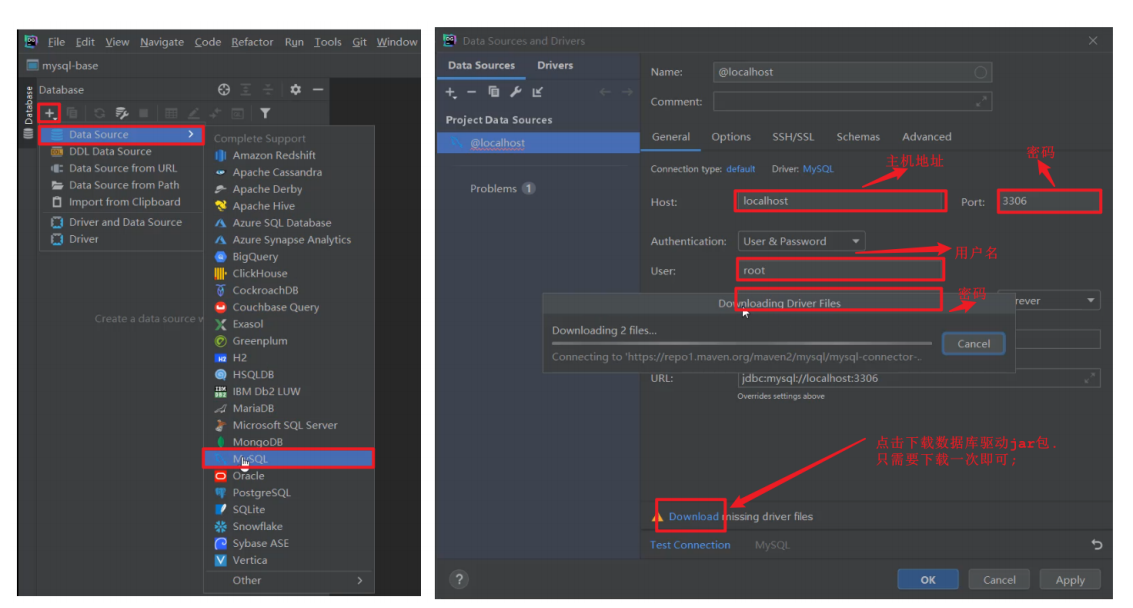 File Edit View Navigate Code Refactor Run Tools Git Window
mysql-base
Database
Database
Data Source
DDL Data Source
Data Source from URL
Data Source from Path
Import from Clipboard
Driver and Data Source
Driver
Create a data source v
Complete Support
Amazon Redshift
Apache Cassandra
Apache Derby
Apache Hive
Azure SQL Database
Azure Synapse Analytics
BigQuery
ClickHouse
CockroachDB
Couchbase Query
Exasol
Greenplum
H2
HSQLDB
IBM Db2 LUW
MariaDB
Microsoft SQL Server
MongoDB
MySQL
Oracle
PostgreSQL
SQLite
Snowflake
Sybase ASE
Vertica
Other
Data Sources and Drivers
Data Sources Drivers
Project Data Sources
@localhost
Problems 1
Name: @localhost
Comment:
General Options SSH/SSL Schemas Advanced
主机地址
密码
Connection type: default Driver: MySQL
Host: localhost Port: 3306
Authentication: User & Password
用户名
User: root
密码
rever
Downloading Driver Files
Downloading 2 files...
Cancel
Connecting to 'https://repo1.maven.org/maven2/mysql/mysql-connector-..
URL: jdbc:mysql://localhost:3306
Overrides settings above
点击下载数据库驱动jar包.
只需要下载一次即可;
Download missing driver files
Test Connection MySQL
? OK Cancel Apply